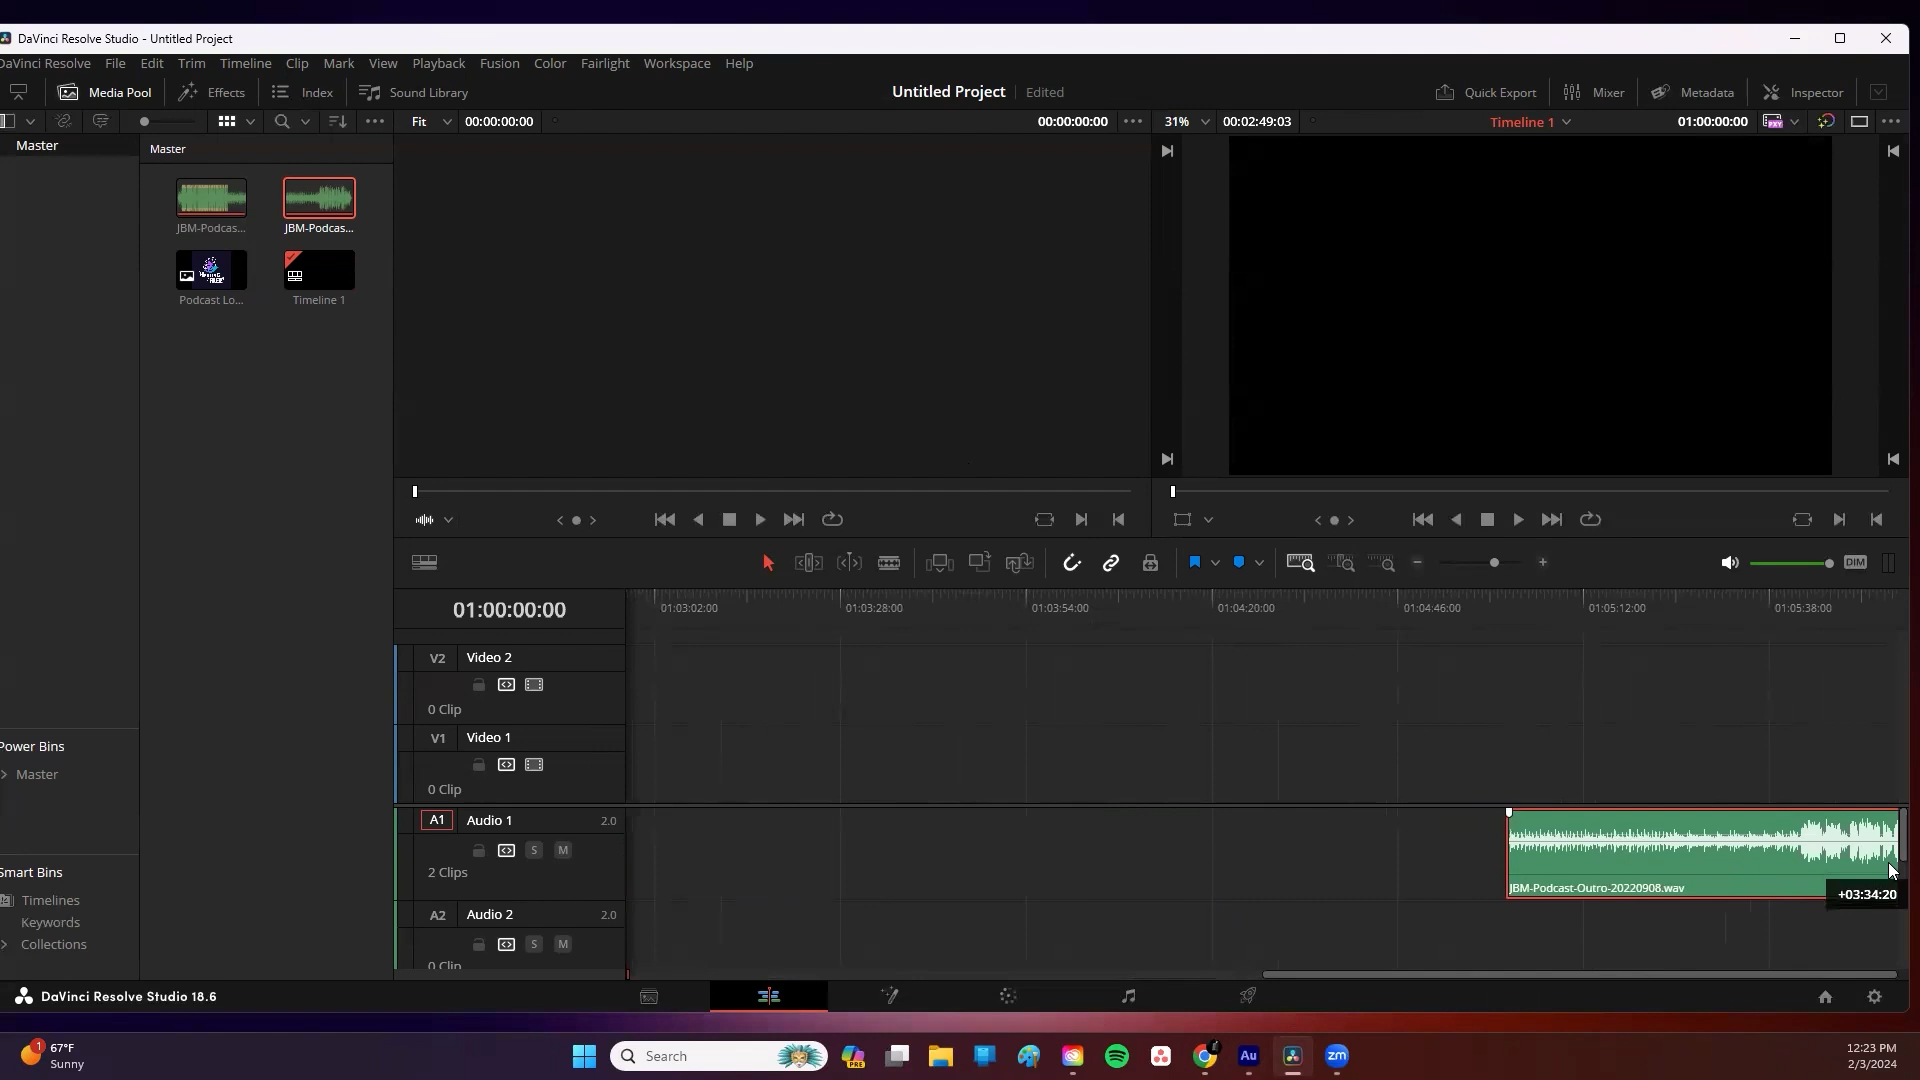 DaVinci Resolve Studio - Untitled Project
DaVinci Resolve File Edit Trim Timeline Clip Mark View Playback Fusion Color Fairlight Workspace Help
Media Pool Effects Index Sound Library Untitled Project Edited Quick Export Mixer Metadata Inspector
Fit 00:00:00:00 00:00:00:00 31% 00:02:49:03 Timeline 1 01:00:00:00
Master
Master
JBM-Podcas... JBM-Podcas...
Podcast Lo... Timeline 1
DIM
01:00:00:00
01:03:02:00 01:03:28:00 01:03:54:00 01:04:20:00 01:04:46:00 01:05:12:00 01:05:38:00
V2 Video 2
0 Clip
V1 Video 1
0 Clip
Power Bins
Master
A1 Audio 1 2.0
S M
2 Clips
JBM-Podcast-Outro-20220908.wav
+03:34:20
A2 Audio 2 2.0
S M
0 Clip
Smart Bins
Timelines
Keywords
Collections
DaVinci Resolve Studio 18.6
1
67°F
Sunny
Search
PRE
Au
zm
12:23 PM
2/3/2024